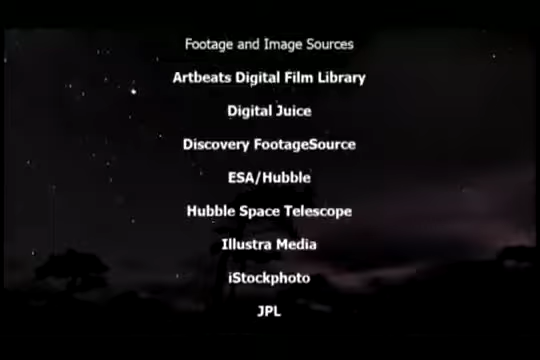 Footage and Image Sources
Artbeats Digital Film Library
Digital Juice
Discovery FootageSource
ESA/Hubble
Hubble Space Telescope
Illustra Media
iStockphoto
JPL